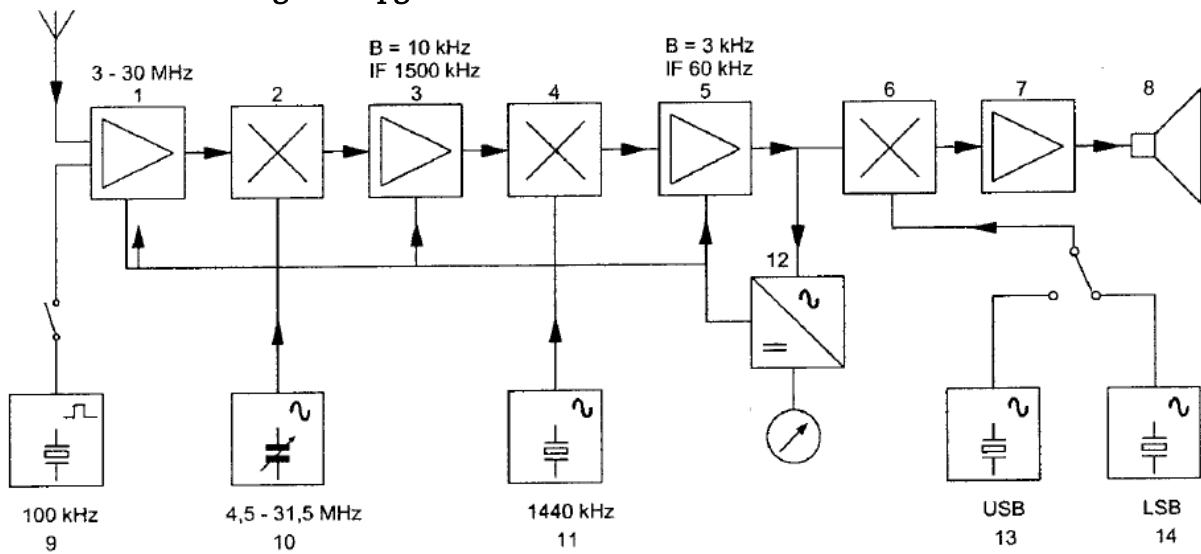 3 - 30 MHz
1
2
B = 10 kHz
IF 1500 kHz
3
4
B = 3 kHz
IF 60 kHz
5
6
7
8
12
100 kHz
9
4,5 - 31,5 MHz
10
1440 kHz
11
USB
13
LSB
14